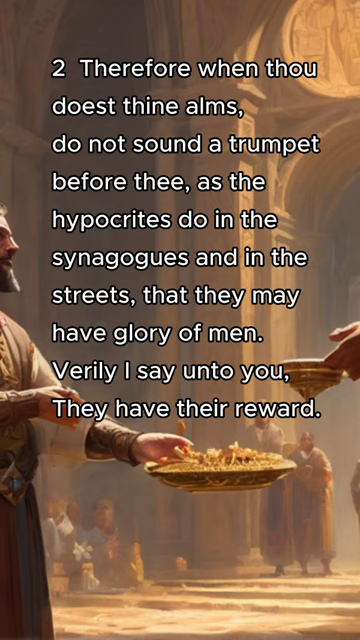 2  Therefore when thou
doest thine alms,
do not sound a trumpet
before thee, as the
hypocrites do in the
synagogues and in the
streets, that they may
have glory of men.
Verily I say unto you,
They have their reward.